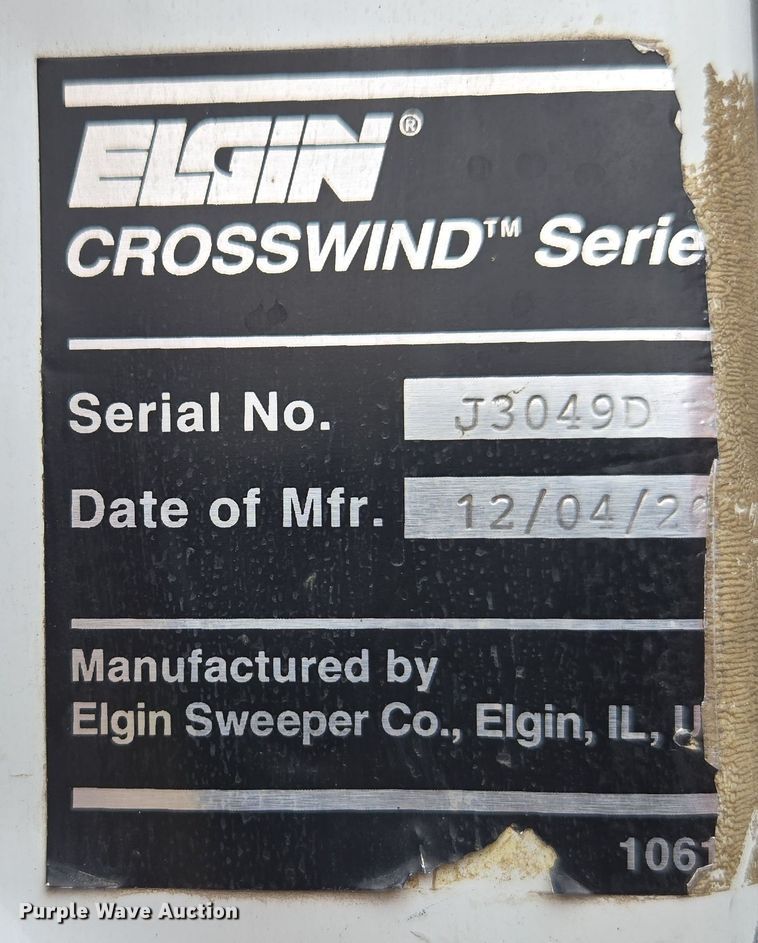 ELGIN®
CROSSWIND™ Serie
Serial No. J3049D
Date of Mfr. 12/04/20
Manufactured by
Elgin Sweeper Co., Elgin, IL, U
1061
Purple Wave Auction